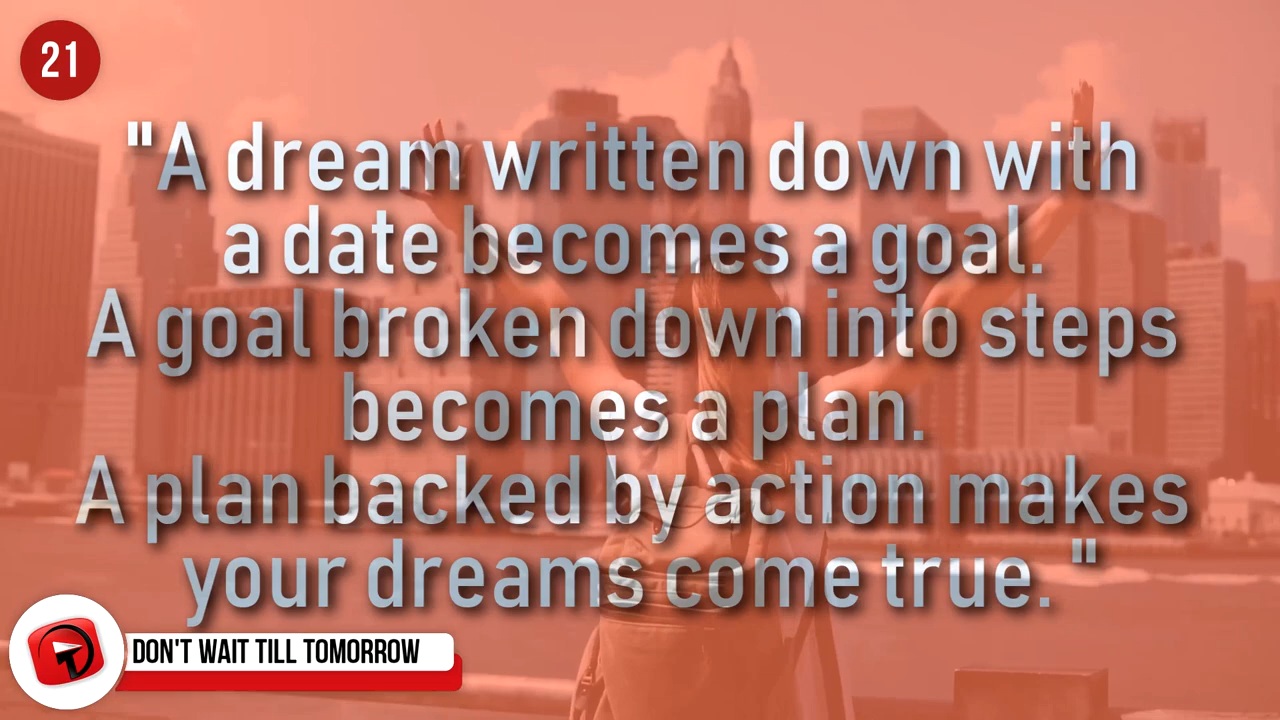 21
"A dream written down with
a date becomes a goal.
A goal broken down into steps
becomes a plan.
A plan backed by action makes
your dreams come true. "
DON'T WAIT TILL TOMORROW